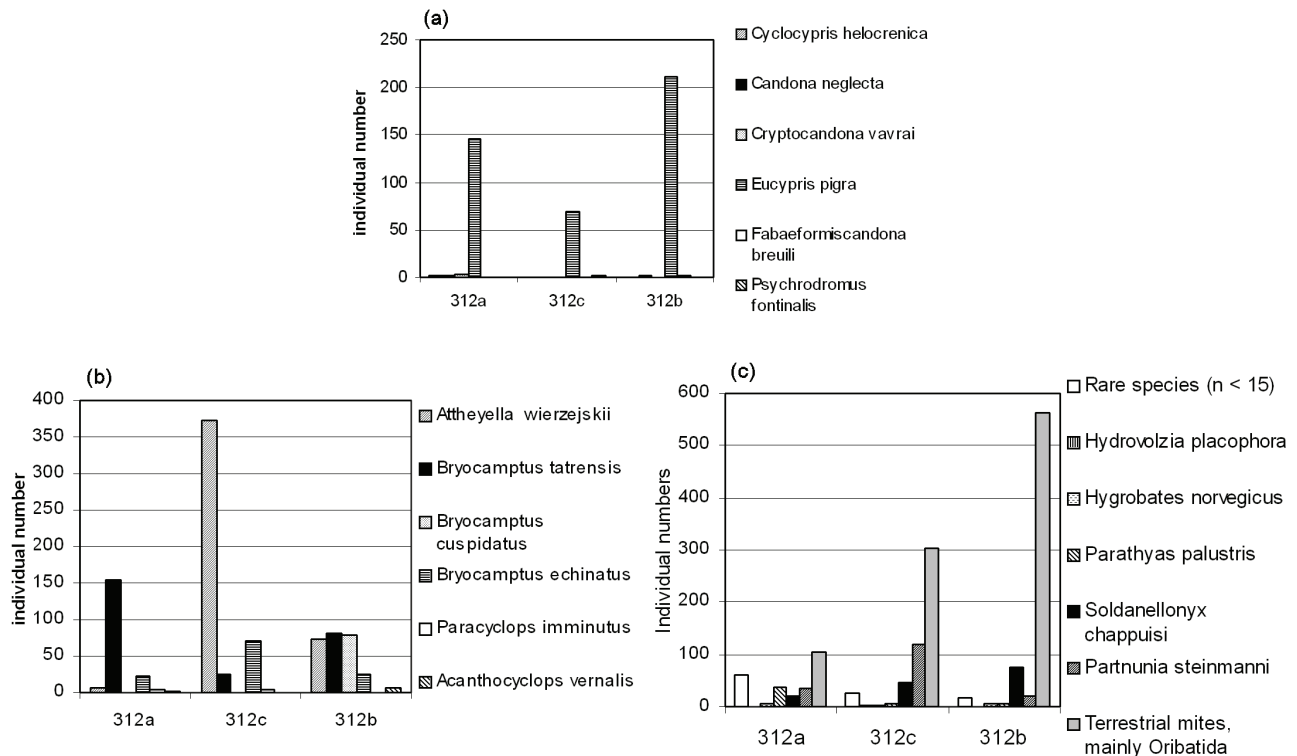 (a)
individual number
250
200
150
100
50
0
312a
312c
312b
Cyclocypris helocrenica
Candona neglecta
Cryptocandona vavrai
Eucypris pigra
Fabaeformiscandona
breuili
Psychrodromus
fontinalis
(b)
individual number
400
350
300
250
200
150
100
50
0
312a
312c
312b
Attheyella wierzejskii
Bryocamptus tatrensis
Bryocamptus
cuspidatus
Bryocamptus echinatus
Paracyclops imminutus
Acanthocyclops vernalis
(c)
Individual numbers
600
500
400
300
200
100
0
312a
312c
312b
Rare species (n < 15)
Hydrovolzia placophora
Hygrobates norvegicus
Parathyas palustris
Soldanellonyx
chappuisi
Partnunia steinmanni
Terrestrial mites,
mainly Oribatida